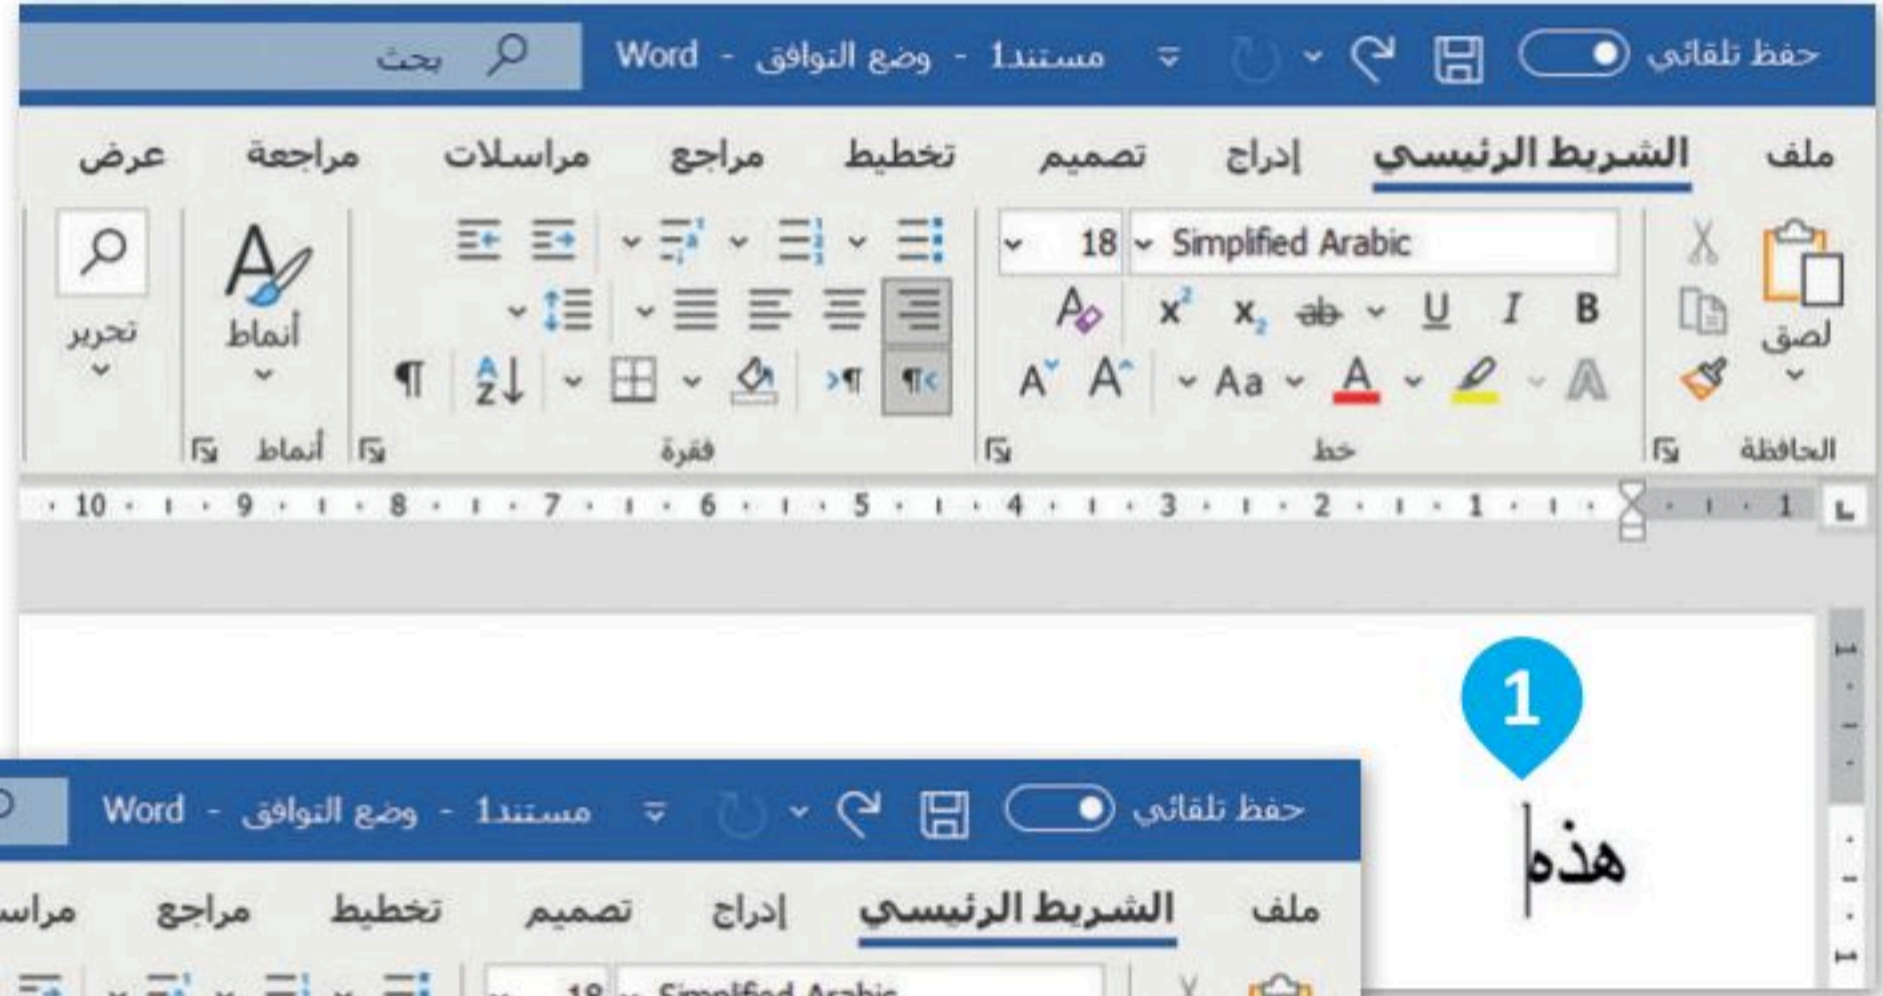 حفظ تلقائي مستند1 - وضع التوافق - Word بحث
ملف الشريط الرئيسي إدراج تصميم تخطيط مراجع مراسلات مراجعة عرض
Simplified Arabic 18
B I U ab x₂ x² A
لصق أنماط تحرير
A A Aa A A
الحافظة خط فقرة أنماط
1 1 2 3 4 5 6 7 8 9 10
1
هذه
حفظ تلقائي مستند1 - وضع التوافق - Word
ملف الشريط الرئيسي إدراج تصميم تخطيط مراجع
Simplified Arabic 18